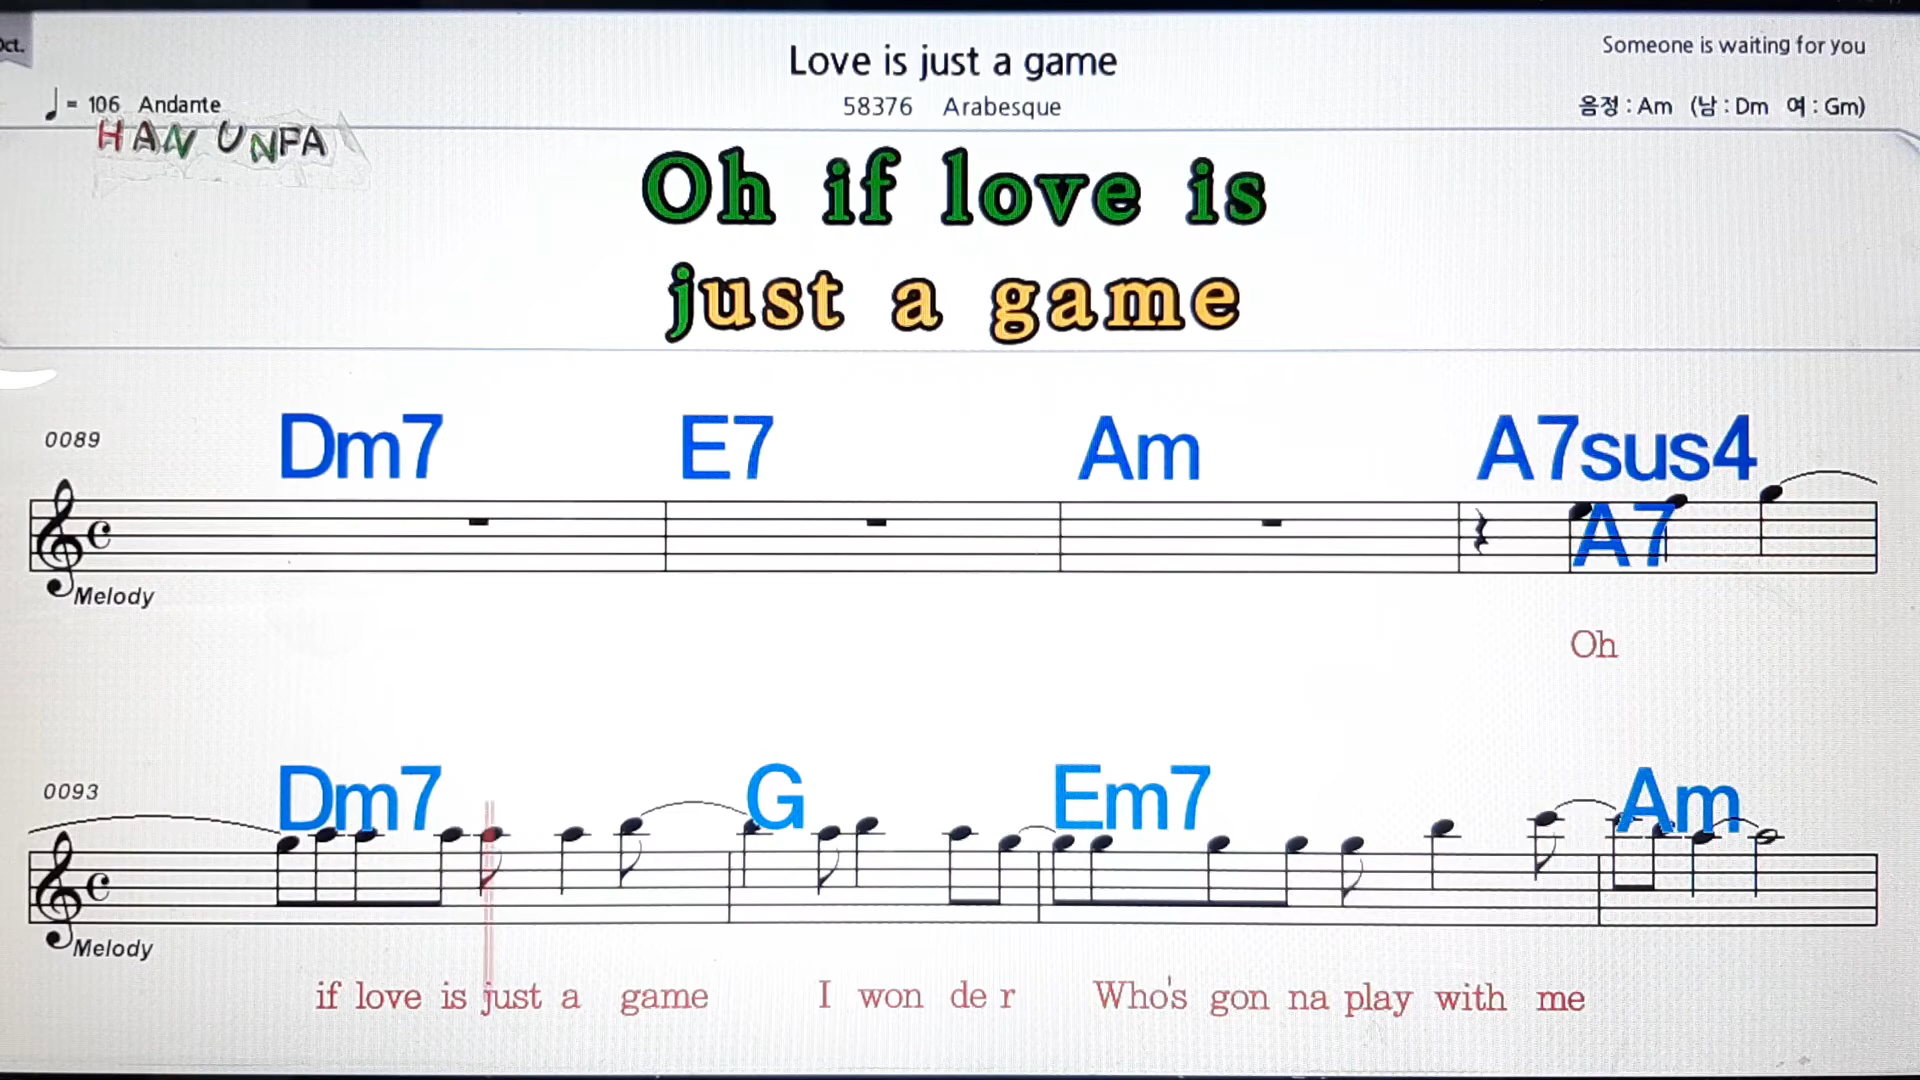 Oct.
Love is just a game
Someone is waiting for you
♩ = 106 Andante
58376 Arabesque
음정 : Am (남 : Dm 여 : Gm)
HAN UNPA
Oh if love is
just a game
0089
Dm7 E7 Am A7sus4
A7
Melody
Oh
0093
Dm7 G Em7 Am
Melody
if love is just a game I won de r Who's gon na play with me